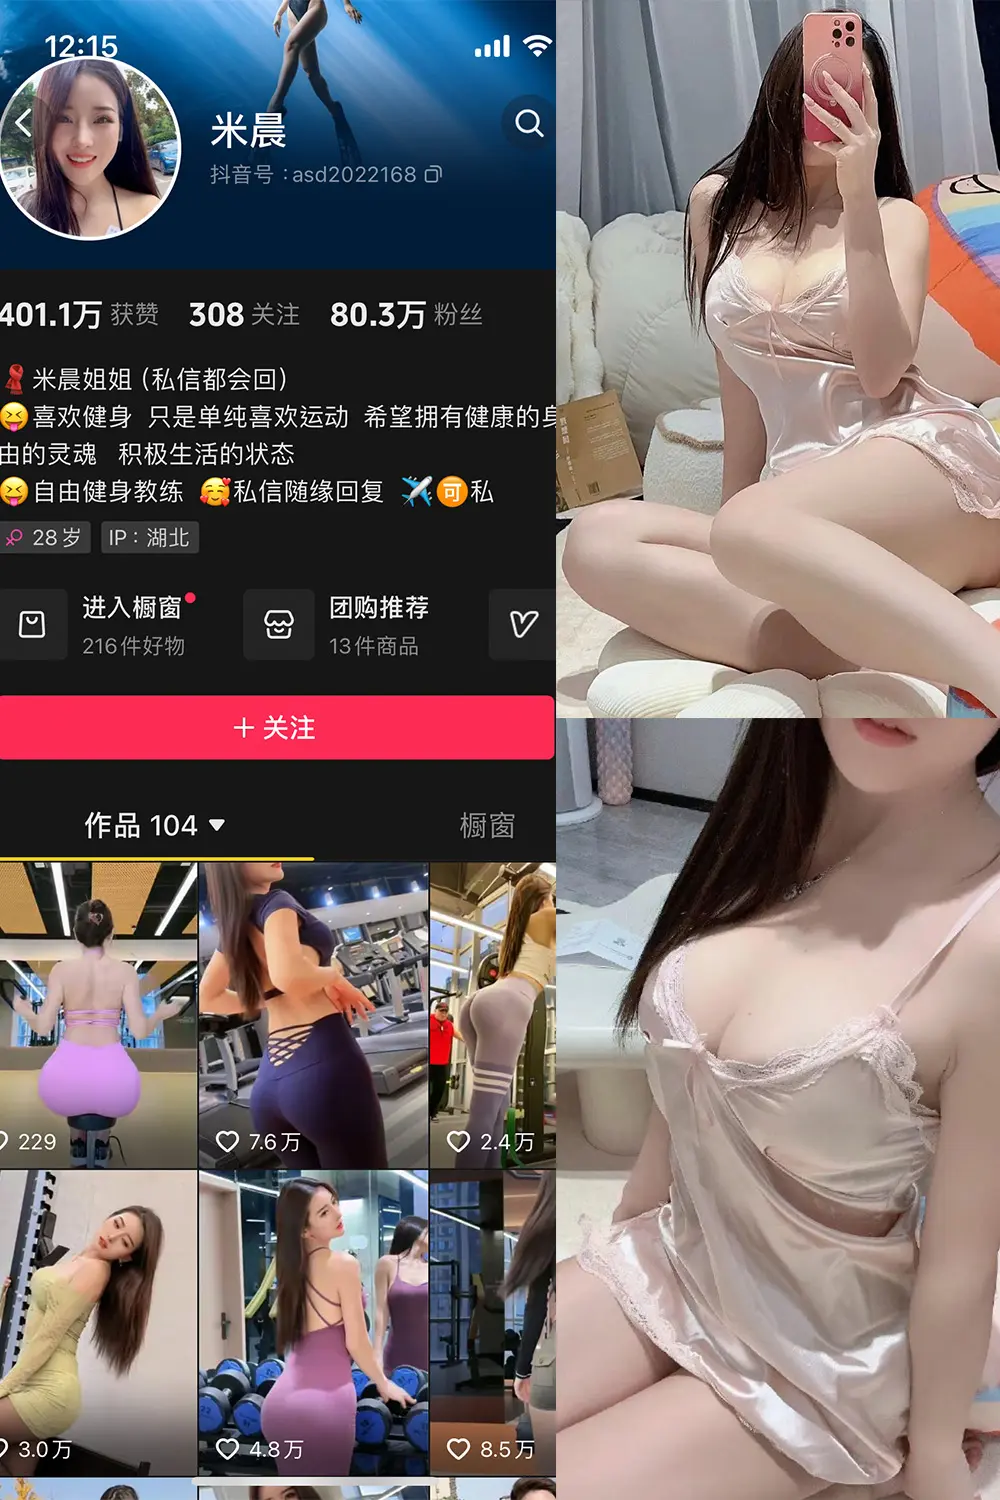 12:15
米晨
抖音号：asd2022168
401.1万 获赞 308 关注 80.3万 粉丝
米晨姐姐 (私信都会回)
😝喜欢健身 只是单纯喜欢运动 希望拥有健康的身
由的灵魂 积极生活的状态
😝自由健身教练 🥰私信随缘回复 ✈️🉑私
♀ 28岁 IP：湖北
进入橱窗 团购推荐
216件好物 13件商品
+ 关注
作品 104 橱窗
229 7.6万 2.4万
3.0万 4.8万 8.5万